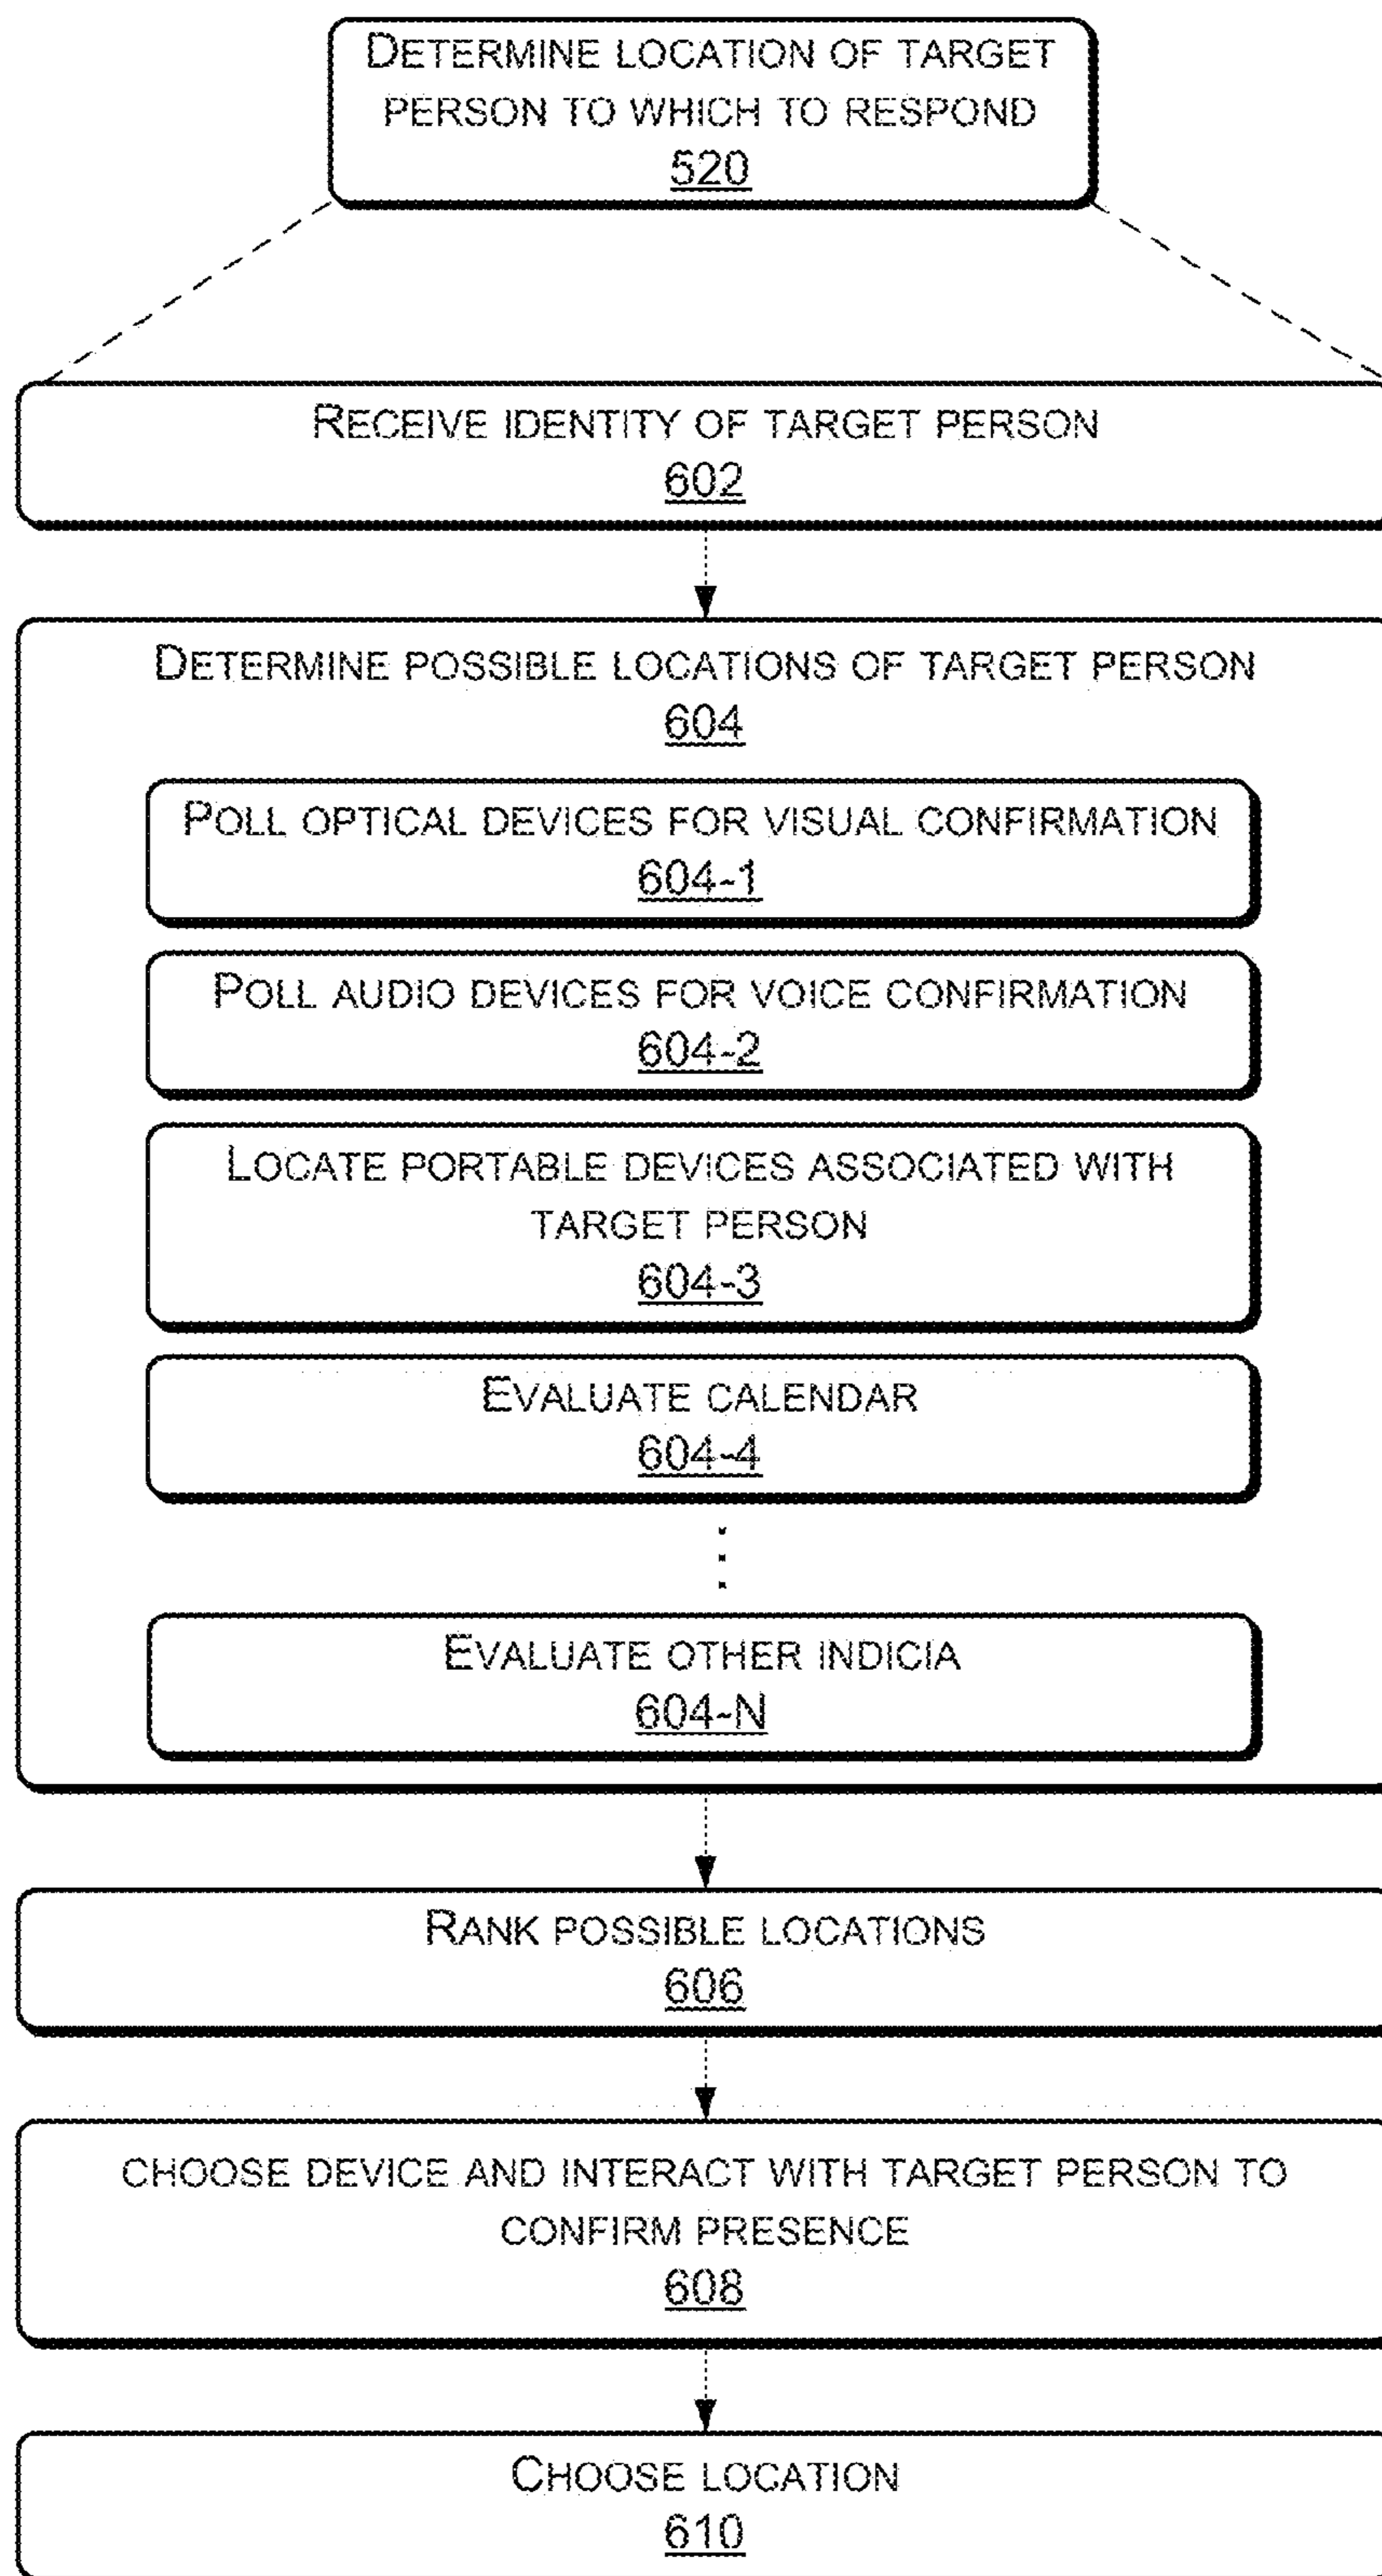 DETERMINE LOCATION OF TARGET
PERSON TO WHICH TO RESPOND
520
RECEIVE IDENTITY OF TARGET PERSON
602
DETERMINE POSSIBLE LOCATIONS OF TARGET PERSON
604
POLL OPTICAL DEVICES FOR VISUAL CONFIRMATION
604-1
POLL AUDIO DEVICES FOR VOICE CONFIRMATION
604-2
LOCATE PORTABLE DEVICES ASSOCIATED WITH
TARGET PERSON
604-3
EVALUATE CALENDAR
604-4
EVALUATE OTHER INDICIA
604-N
RANK POSSIBLE LOCATIONS
606
CHOOSE DEVICE AND INTERACT WITH TARGET PERSON TO
CONFIRM PRESENCE
608
CHOOSE LOCATION
610